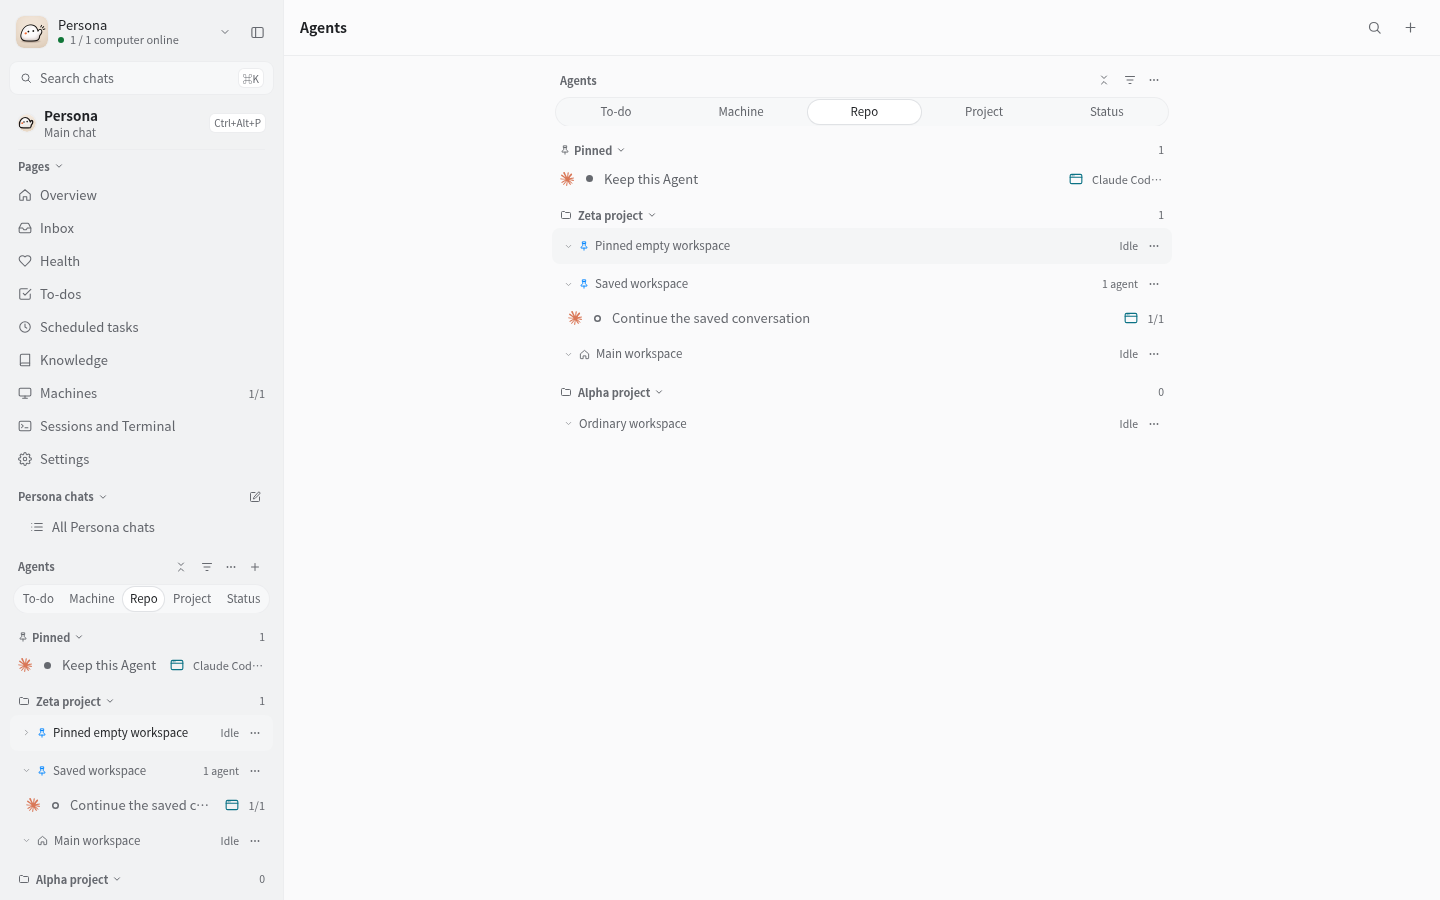 Persona
1 / 1 computer online
Search chats
⌘K
Persona
Main chat
Ctrl+Alt+P
Pages
Overview
Inbox
Health
To-dos
Scheduled tasks
Knowledge
Machines 1/1
Sessions and Terminal
Settings
Persona chats
All Persona chats
Agents
To-do Machine Repo Project Status
Pinned 1
Keep this Agent Claude Cod···
Zeta project 1
Pinned empty workspace Idle
Saved workspace 1 agent
Continue the saved c··· 1/1
Main workspace Idle
Alpha project 0
Agents
Agents
To-do Machine Repo Project Status
Pinned 1
Keep this Agent Claude Cod···
Zeta project 1
Pinned empty workspace Idle
Saved workspace 1 agent
Continue the saved conversation 1/1
Main workspace Idle
Alpha project 0
Ordinary workspace Idle